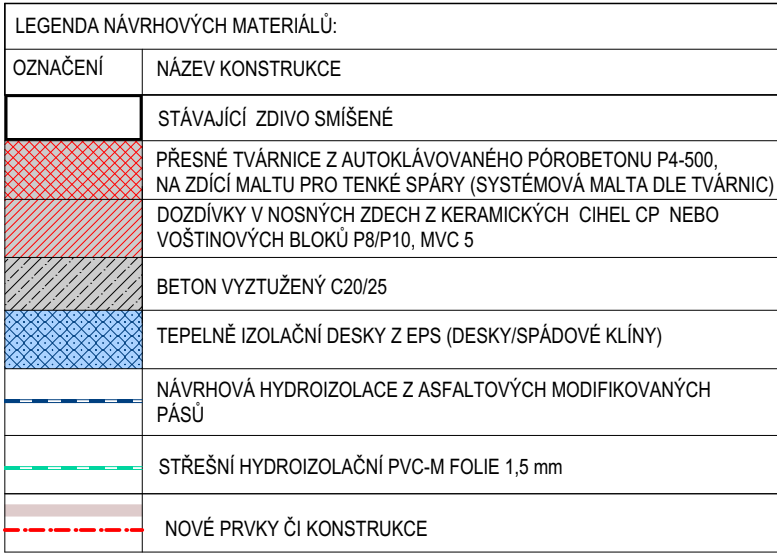 LEGENDA NÁVRHOVÝCH MATERIÁLŮ:
OZNAČENÍ NÁZEV KONSTRUKCE
STÁVAJÍCÍ ZDIVO SMÍŠENÉ
PŘESNÉ TVÁRNICE Z AUTOKLÁVOVANÉHO PÓROBETONU P4-500,
NA ZDÍCÍ MALTU PRO TENKÉ SPÁRY (SYSTÉMOVÁ MALTA DLE TVÁRNIC)
DOZDÍVKY V NOSNÝCH ZDECH Z KERAMICKÝCH CIHEL CP NEBO
VOŠTINOVÝCH BLOKŮ P8/P10, MVC 5
BETON VYZTUŽENÝ C20/25
TEPELNĚ IZOLAČNÍ DESKY Z EPS (DESKY/SPÁDOVÉ KLÍNY)
NÁVRHOVÁ HYDROIZOLACE Z ASFALTOVÝCH MODIFIKOVANÝCH
PÁSŮ
STŘEŠNÍ HYDROIZOLAČNÍ PVC-M FOLIE 1,5 mm
NOVÉ PRVKY ČI KONSTRUKCE